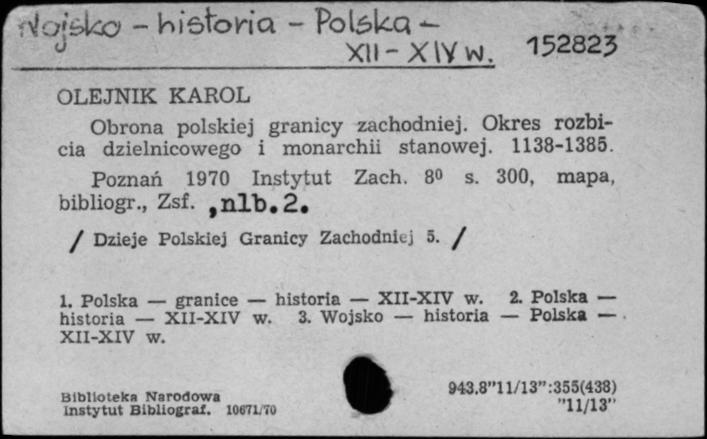 Wojsko – historia – Polska –
XII – XIV w. 152823
OLEJNIK KAROL
Obrona polskiej granicy zachodniej. Okres rozbi-
cia dzielnicowego i monarchii stanowej. 1138-1385.
Poznań 1970 Instytut Zach. 8⁰ s. 300, mapa,
bibliogr., Zsf. ,nlb.2.
/ Dzieje Polskiej Granicy Zachodniej 5. /
1. Polska — granice — historia — XII-XIV w. 2. Polska —
historia — XII-XIV w. 3. Wojsko — historia — Polska —
XII-XIV w.
Biblioteka Narodowa
Instytut Bibliograf. 10671/70
943.8”11/13”:355(438)
”11/13”